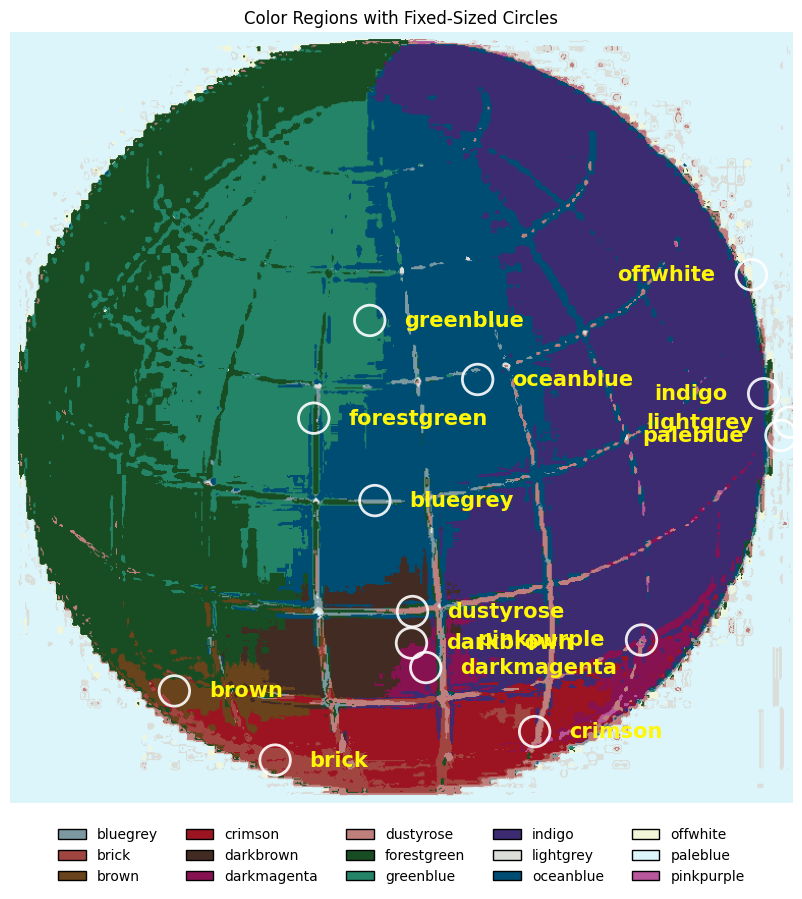 Color Regions with Fixed-Sized Circles
offwhite
greenblue
oceanblue
indigo
forestgreen
lightgrey
paleblue
bluegrey
dustyrose
pinkpurple
darkbrown
darkmagenta
brown
crimson
brick
bluegrey crimson dustyrose indigo offwhite
brick darkbrown forestgreen lightgrey paleblue
brown darkmagenta greenblue oceanblue pinkpurple